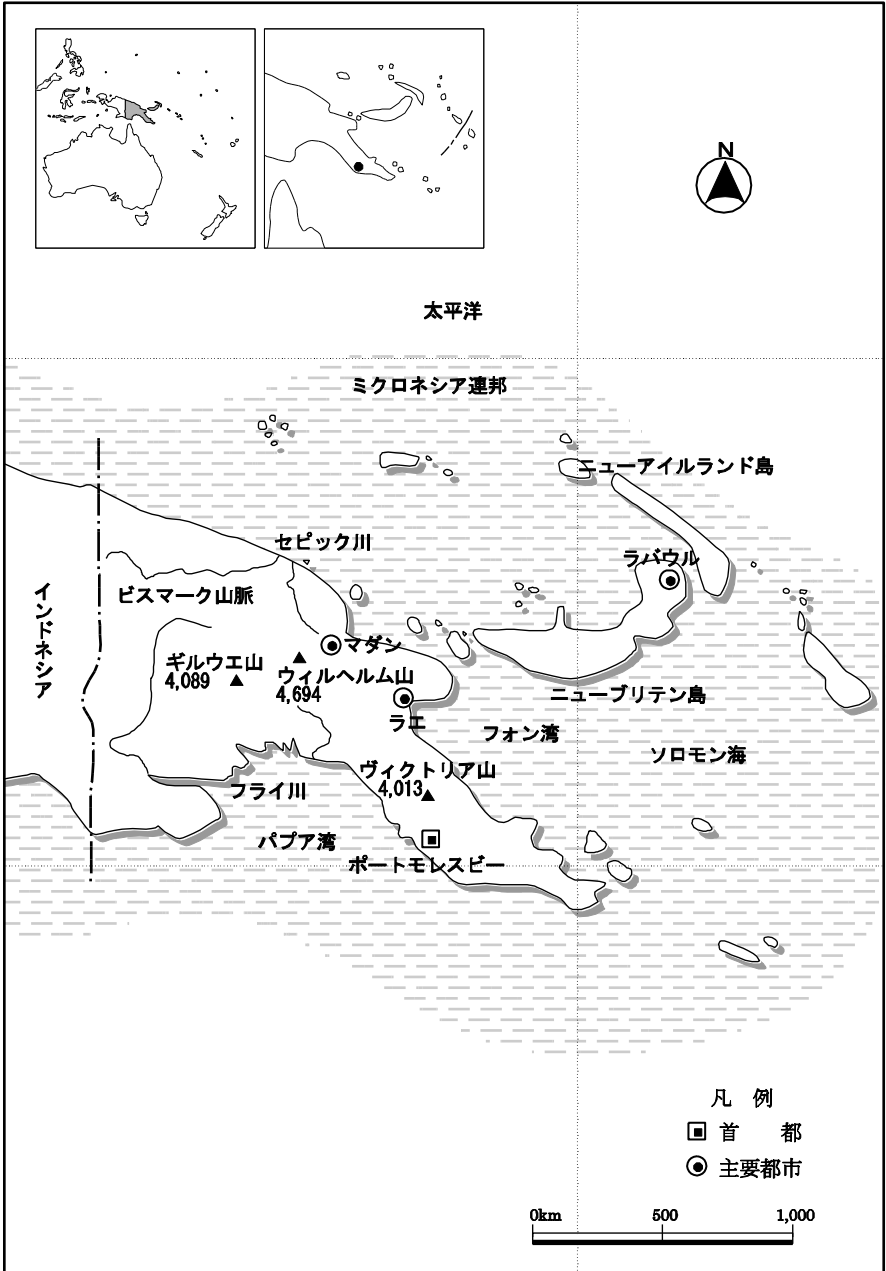 N
太平洋
ミクロネシア連邦
ニューアイルランド島
セピック川
ラバウル
インドネシア
ビスマーク山脈
マダン
ギルウエ山
4,089
ウィルヘルム山
4,694
ニューブリテン島
ラエ
フォン湾
ソロモン海
ヴィクトリア山
4,013
フライ川
パプア湾
ポートモレスビー
凡 例
首 都
主要都市
0km 500 1,000